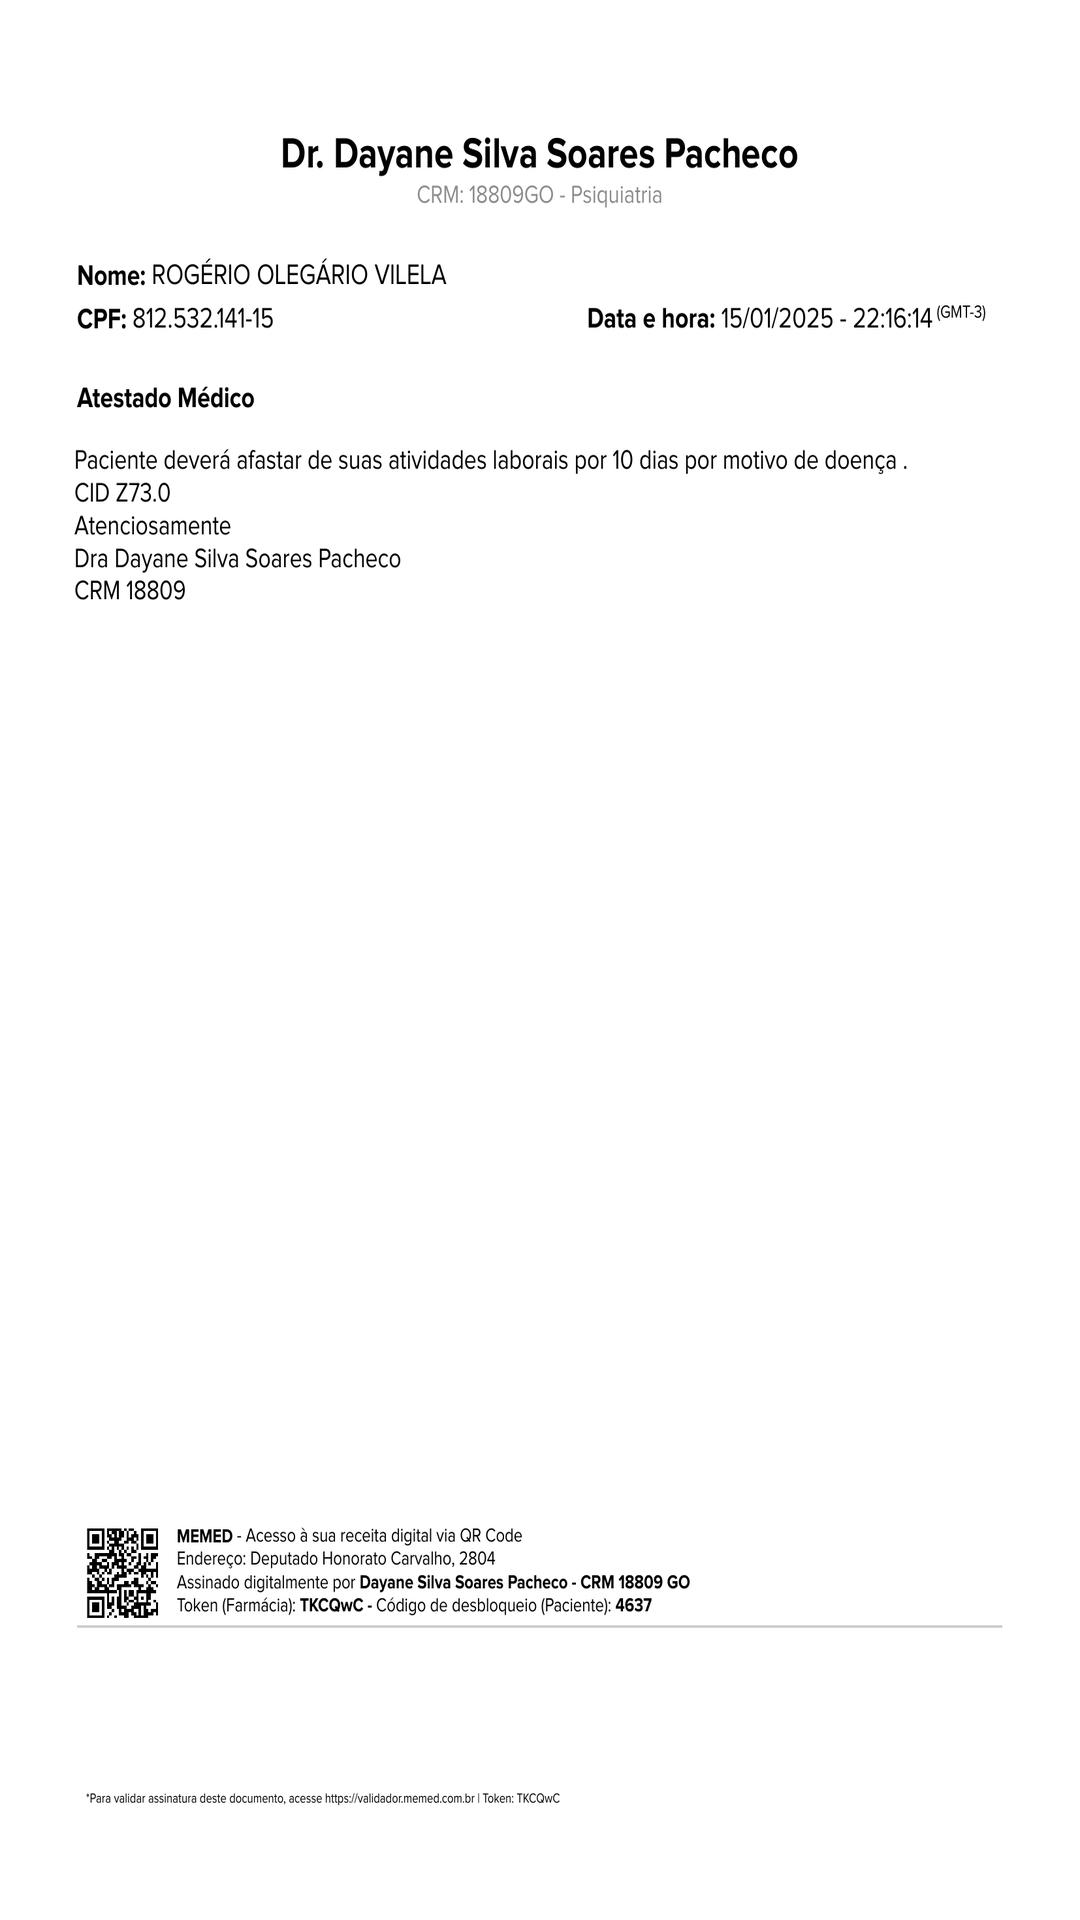 Dr. Dayane Silva Soares Pacheco
CRM: 18809GO - Psiquiatria
Nome: ROGÉRIO OLEGÁRIO VILELA
CPF: 812.532.141-15
Data e hora: 15/01/2025 - 22:16:14 (GMT-3)
Atestado Médico
Paciente deverá afastar de suas atividades laborais por 10 dias por motivo de doença .
CID Z73.0
Atenciosamente
Dra Dayane Silva Soares Pacheco
CRM 18809
MEMED - Acesso à sua receita digital via QR Code
Endereço: Deputado Honorato Carvalho, 2804
Assinado digitalmente por Dayane Silva Soares Pacheco - CRM 18809 GO
Token (Farmácia): TKCQwC - Código de desbloqueio (Paciente): 4637
*Para validar assinatura deste documento, acesse https://validador.memed.com.br | Token: TKCQwC